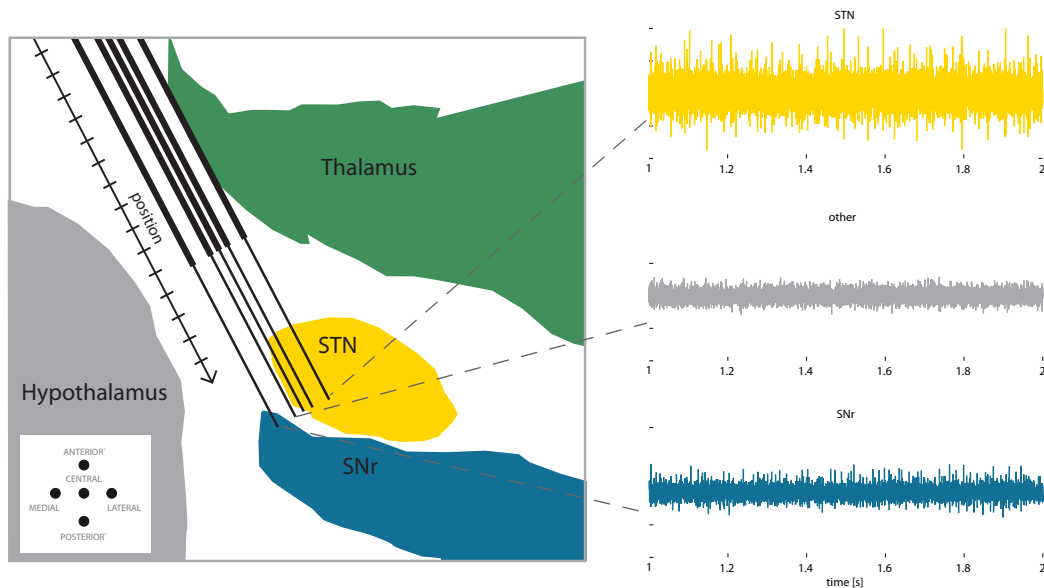 STN
Thalamus
position
1 1.2 1.4 1.6 1.8 2
other
STN
Hypothalamus
1 1.2 1.4 1.6 1.8 2
SNr
ANTERIOR*
CENTRAL
MEDIAL LATERAL
POSTERIOR*
SNr
1 1.2 1.4 1.6 1.8 2
time [s]